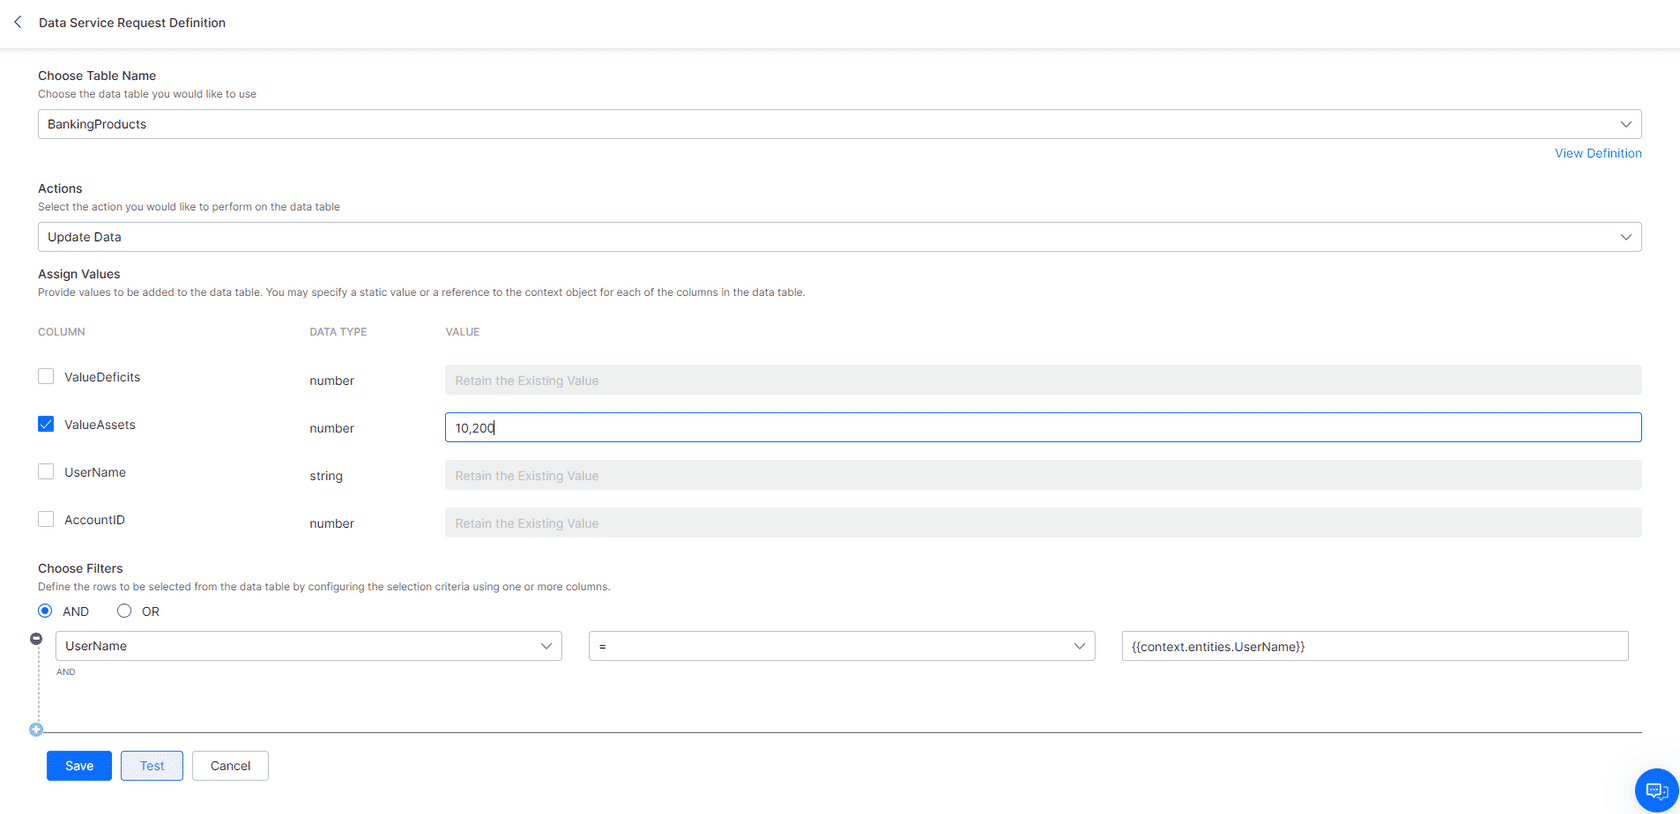 Data Service Request Definition
Choose Table Name
Choose the data table you would like to use
BankingProducts
View Definition
Actions
Select the action you would like to perform on the data table
Update Data
Assign Values
Provide values to be added to the data table. You may specify a static value or a reference to the context object for each of the columns in the data table.
COLUMN DATA TYPE VALUE
ValueDeficits number Retain the Existing Value
ValueAssets number 10,200
UserName string Retain the Existing Value
AccountID number Retain the Existing Value
Choose Filters
Define the rows to be selected from the data table by configuring the selection criteria using one or more columns.
AND OR
UserName = {{context.entities.UserName}}
AND
Save Test Cancel